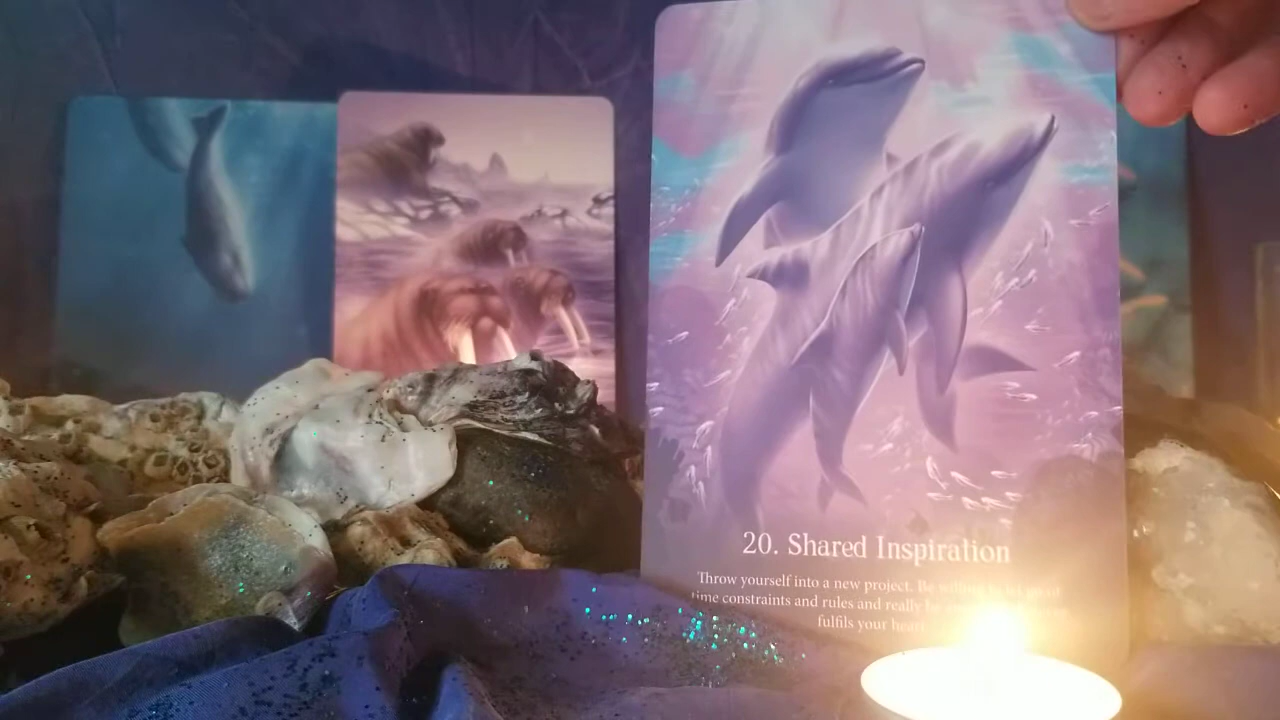 20. Shared Inspiration
Throw yourself into a new project. Be willing
time constraints and rules and really be
fulfils your heart